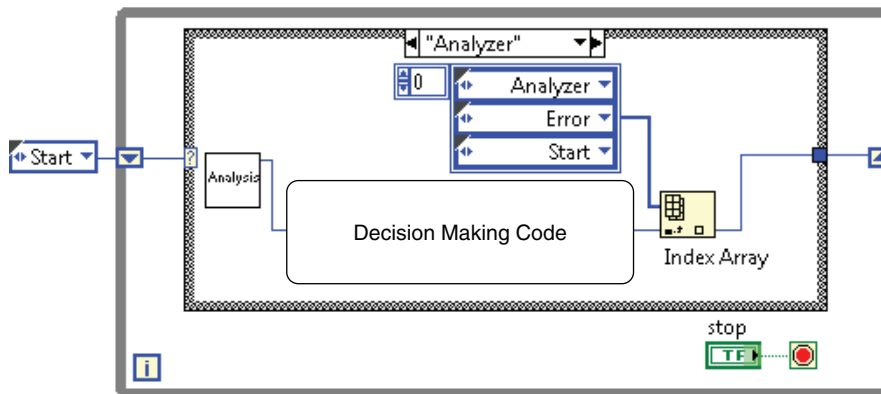 "Analyzer"
0
Analyzer
Error
Start
Start
?
Analysis
Decision Making Code
Index Array
stop
TF
i